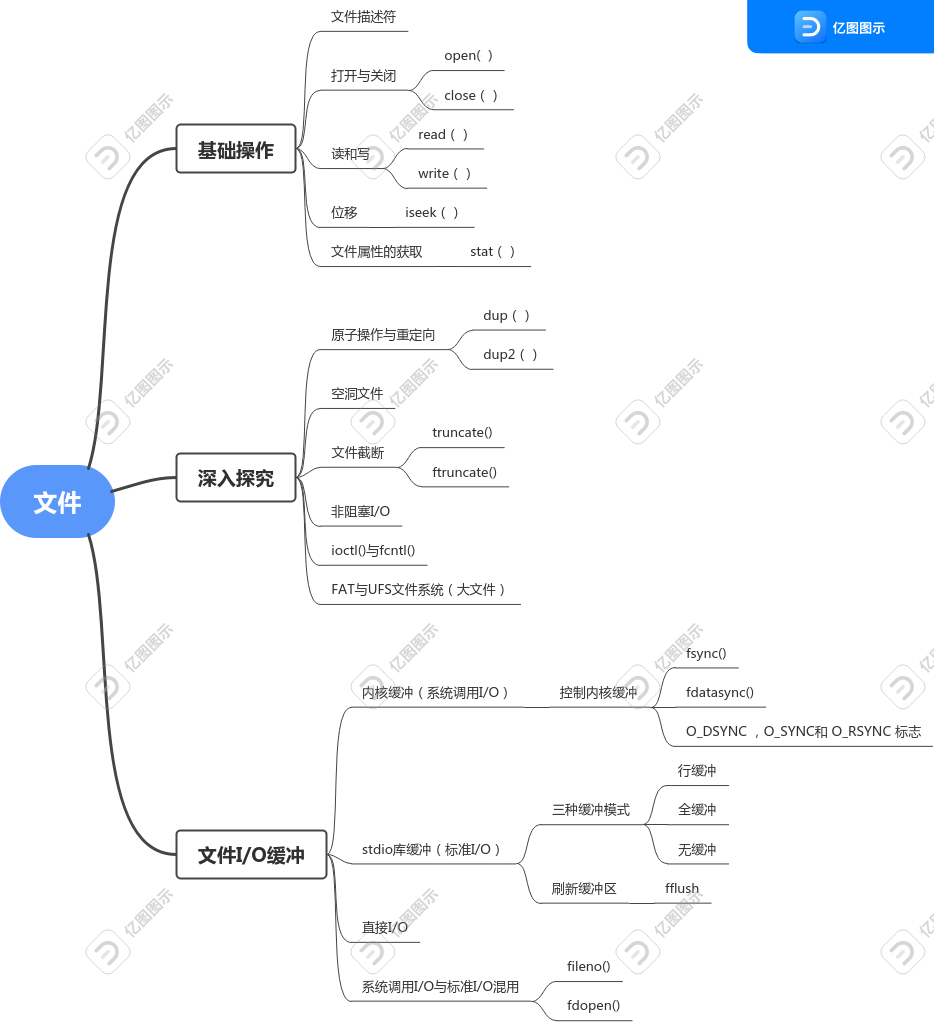 亿图图示
文件
基础操作
文件描述符
打开与关闭
open( )
close ( )
读和写
read ( )
write ( )
位移
iseek ( )
文件属性的获取
stat ( )
深入探究
原子操作与重定向
dup ( )
dup2 ( )
空洞文件
文件截断
truncate()
ftruncate()
非阻塞I/O
ioctl()与fcntl()
FAT与UFS文件系统（大文件）
文件I/O缓冲
内核缓冲（系统调用I/O）
控制内核缓冲
fsync()
fdatasync()
O_DSYNC ，O_SYNC和 O_RSYNC 标志
stdio库缓冲（标准I/O）
三种缓冲模式
行缓冲
全缓冲
无缓冲
刷新缓冲区
fflush
直接I/O
系统调用I/O与标准I/O混用
fileno()
fdopen()